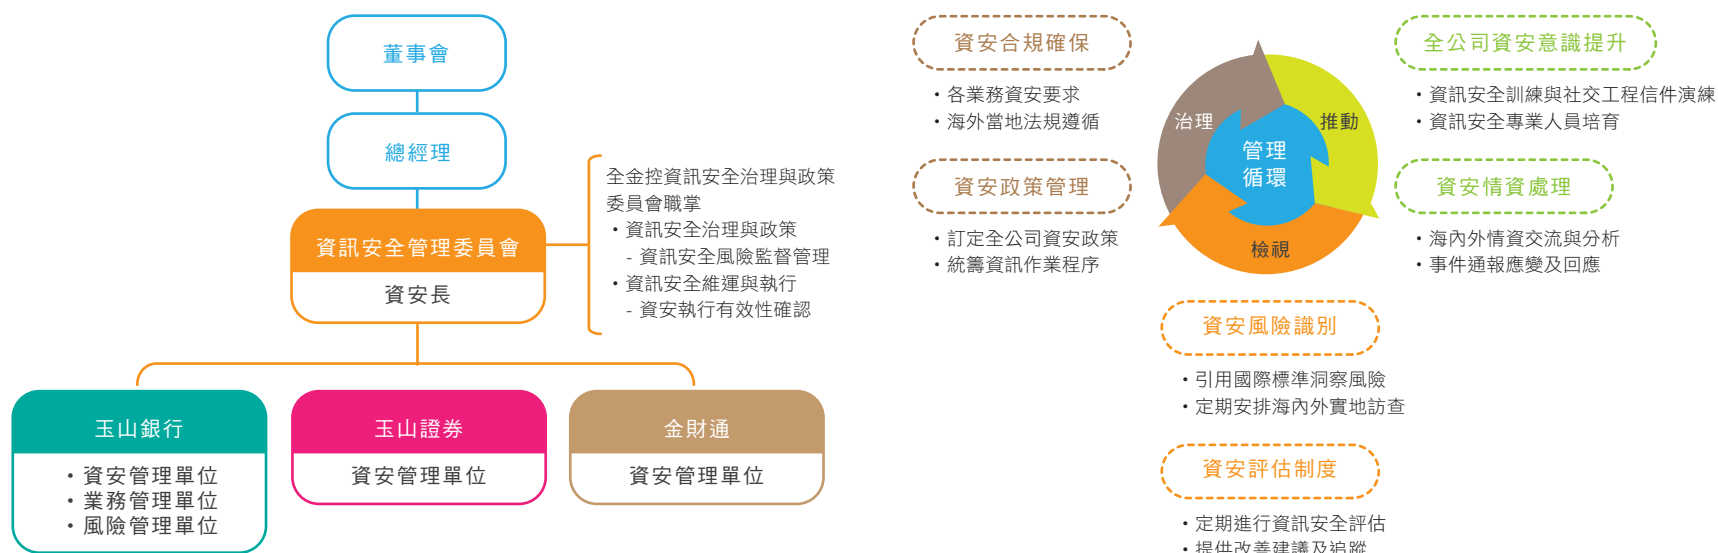 董事會
總經理
資訊安全管理委員會
資安長
全金控資訊安全治理與政策
委員會職掌
・資訊安全治理與政策
- 資訊安全風險監督管理
・資訊安全維運與執行
- 資安執行有效性確認
玉山銀行
・資安管理單位
・業務管理單位
・風險管理單位
玉山證券
資安管理單位
金財通
資安管理單位
資安合規確保
・各業務資安要求
・海外當地法規遵循
資安政策管理
・訂定全公司資安政策
・統籌資訊作業程序
治理
推動
管理
循環
檢視
全公司資安意識提升
・資訊安全訓練與社交工程信件演練
・資訊安全專業人員培育
資安情資處理
・海內外情資交流與分析
・事件通報應變及回應
資安風險識別
・引用國際標準洞察風險
・定期安排海內外實地訪查
資安評估制度
・定期進行資訊安全評估
・提供改善建議及追蹤